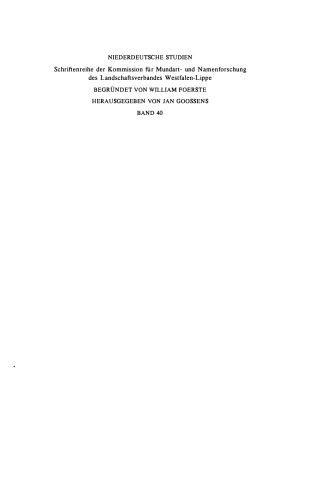 NIEDERDEUTSCHE STUDIEN
Schriftenreihe der Kommission für Mundart- und Namenforschung
des Landschaftsverbandes Westfalen-Lippe
BEGRÜNDET VON WILLIAM FOERSTE
HERAUSGEGEBEN VON JAN GOOSSENS
BAND 40